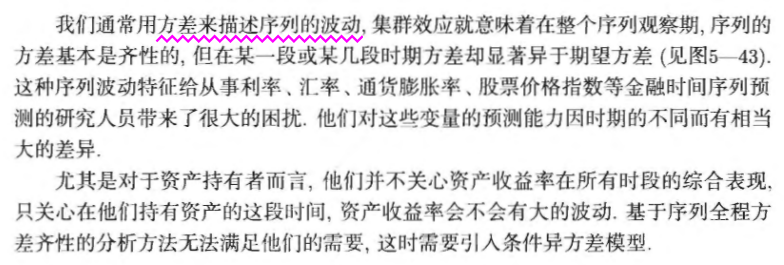 我们通常用方差来描述序列的波动, 集群效应就意味着在整个序列观察期, 序列的
方差基本是齐性的, 但在某一段或某几段时期方差却显著异于期望方差 (见图5—43).
这种序列波动特征给从事利率、汇率、通货膨胀率、股票价格指数等金融时间序列预
测的研究人员带来了很大的困扰. 他们对这些变量的预测能力因时期的不同而有相当
大的差异.
尤其是对于资产持有者而言, 他们并不关心资产收益率在所有时段的综合表现,
只关心在他们持有资产的这段时间, 资产收益率会不会有大的波动. 基于序列全程方
差齐性的分析方法无法满足他们的需要, 这时需要引入条件异方差模型.